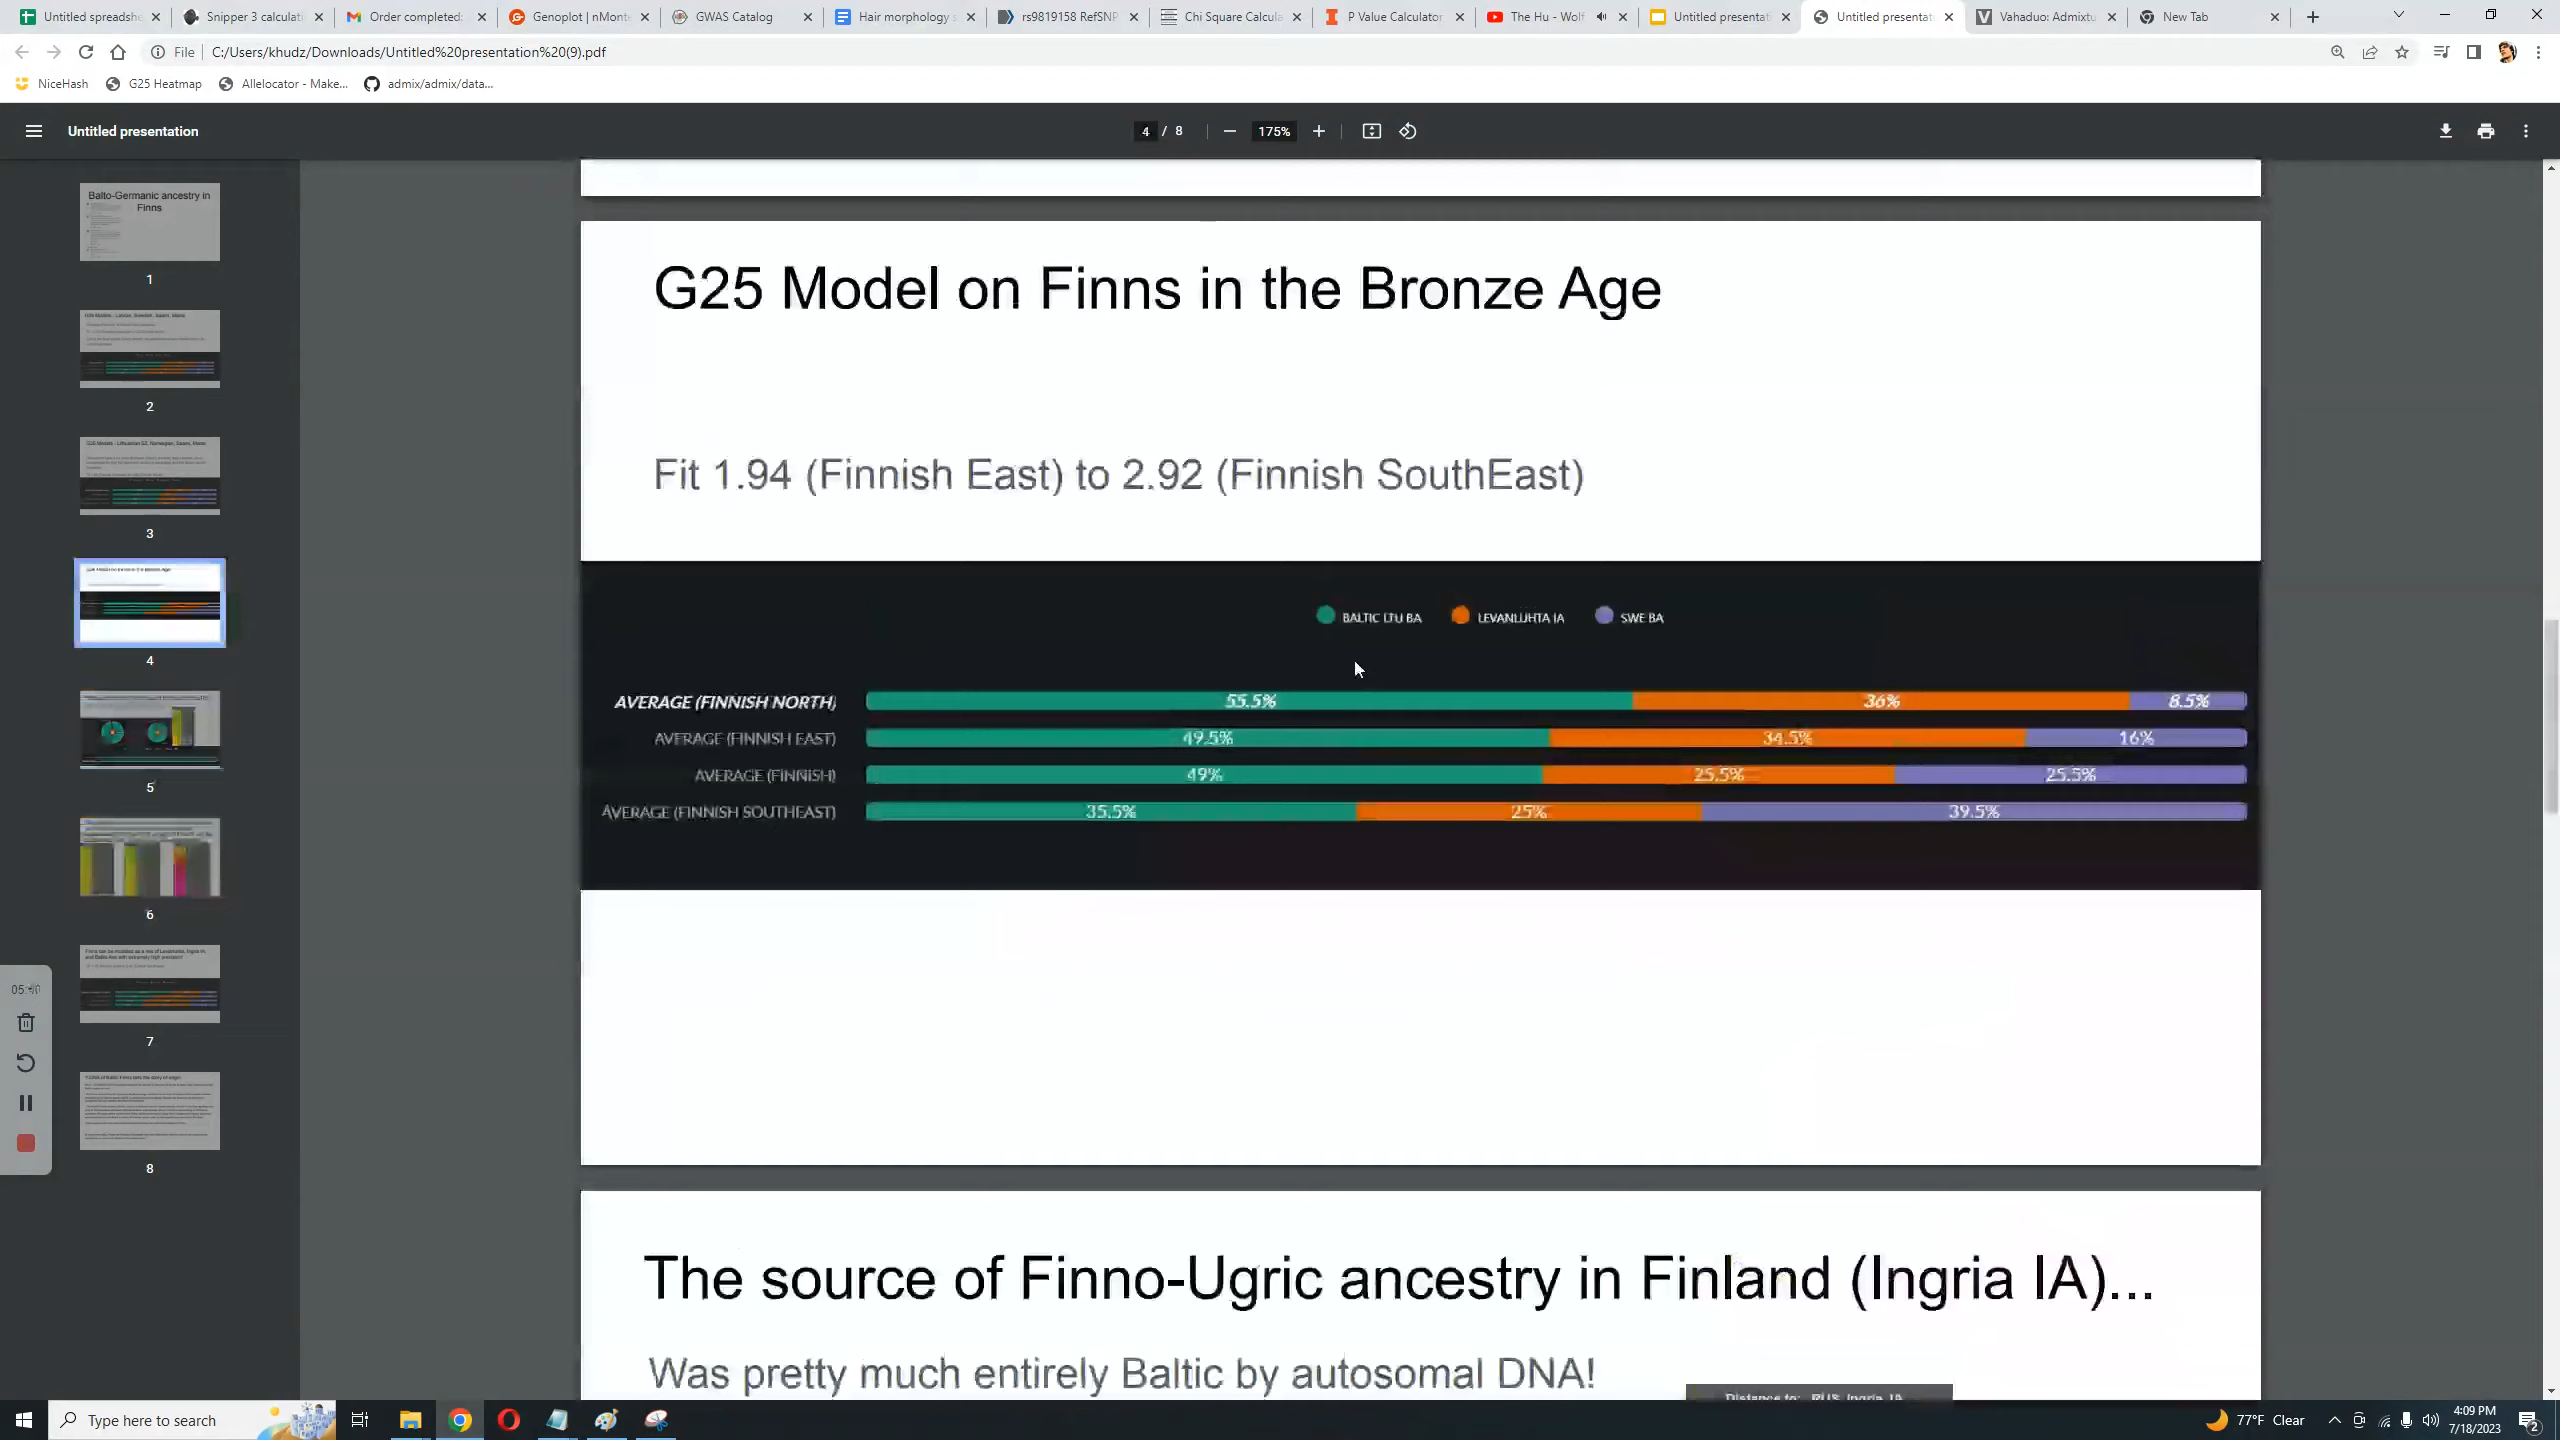 Untitled spreadshe
Snipper 3 calculati
Order completed:
Genoplot | nMonte
GWAS Catalog
Hair morphology s
rs9819158 RefSNP
Chi Square Calcula
P Value Calculator
The Hu - Wolf
Untitled presentat
Untitled presentat
Vahaduo: Admixtu
New Tab
File
C:/Users/khudz/Downloads/Untitled%20presentation%20(9).pdf
NiceHash
G25 Heatmap
Allelocator - Make...
admix/admix/data...
Untitled presentation
4 / 8
175%
Balto-Germanic ancestry in
Finns
1
2
3
4
5
6
7
8
G25 Model on Finns in the Bronze Age
Fit 1.94 (Finnish East) to 2.92 (Finnish SouthEast)
BALTIC LTU BA
LEVANLUHTA IA
SWE BA
AVERAGE (FINNISH NORTH) 55.5% 36% 8.5%
AVERAGE (FINNISH EAST) 49.5% 34.5% 16%
AVERAGE (FINNISH) 49% 25.5% 25.5%
AVERAGE (FINNISH SOUTHEAST) 35.5% 25% 39.5%
The source of Finno-Ugric ancestry in Finland (Ingria IA)...
Was pretty much entirely Baltic by autosomal DNA!
Distance to: RUS_Ingria_IA
Type here to search
77°F Clear
4:09 PM
7/18/2023
2